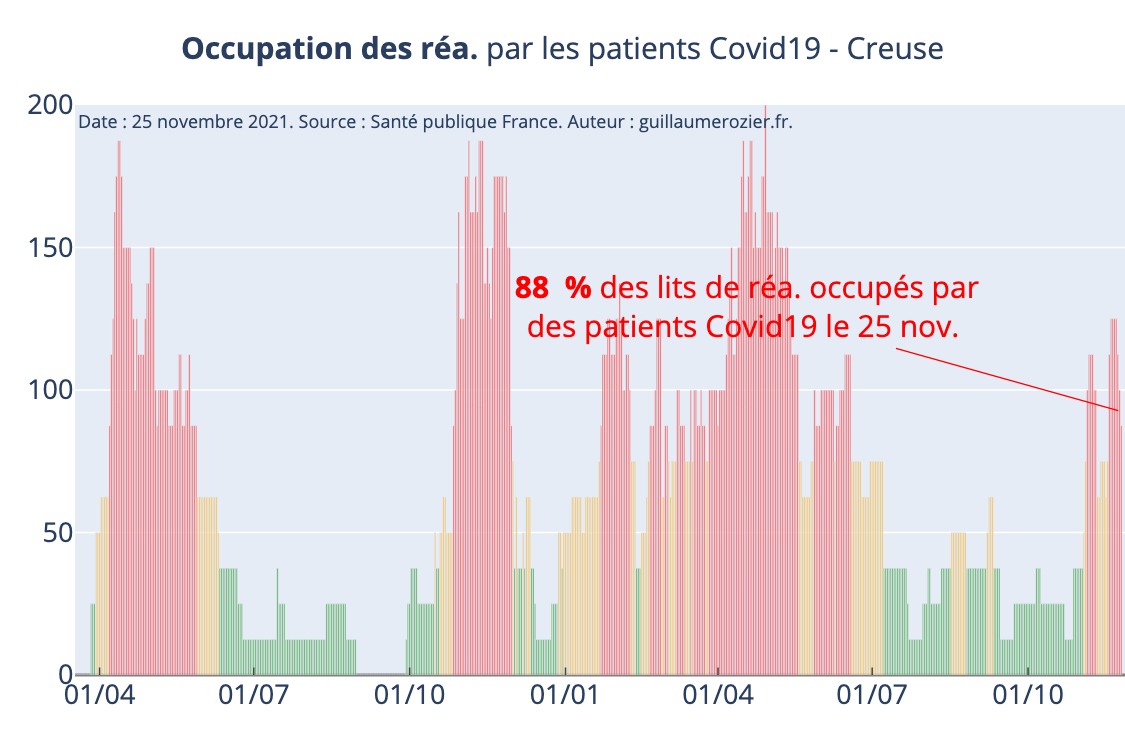 Occupation des réa. par les patients Covid19 - Creuse
200
Date : 25 novembre 2021. Source : Santé publique France. Auteur : guillaumerozier.fr.
150
88 % des lits de réa. occupés par
des patients Covid19 le 25 nov.
100
50
0
01/04 01/07 01/10 01/01 01/04 01/07 01/10